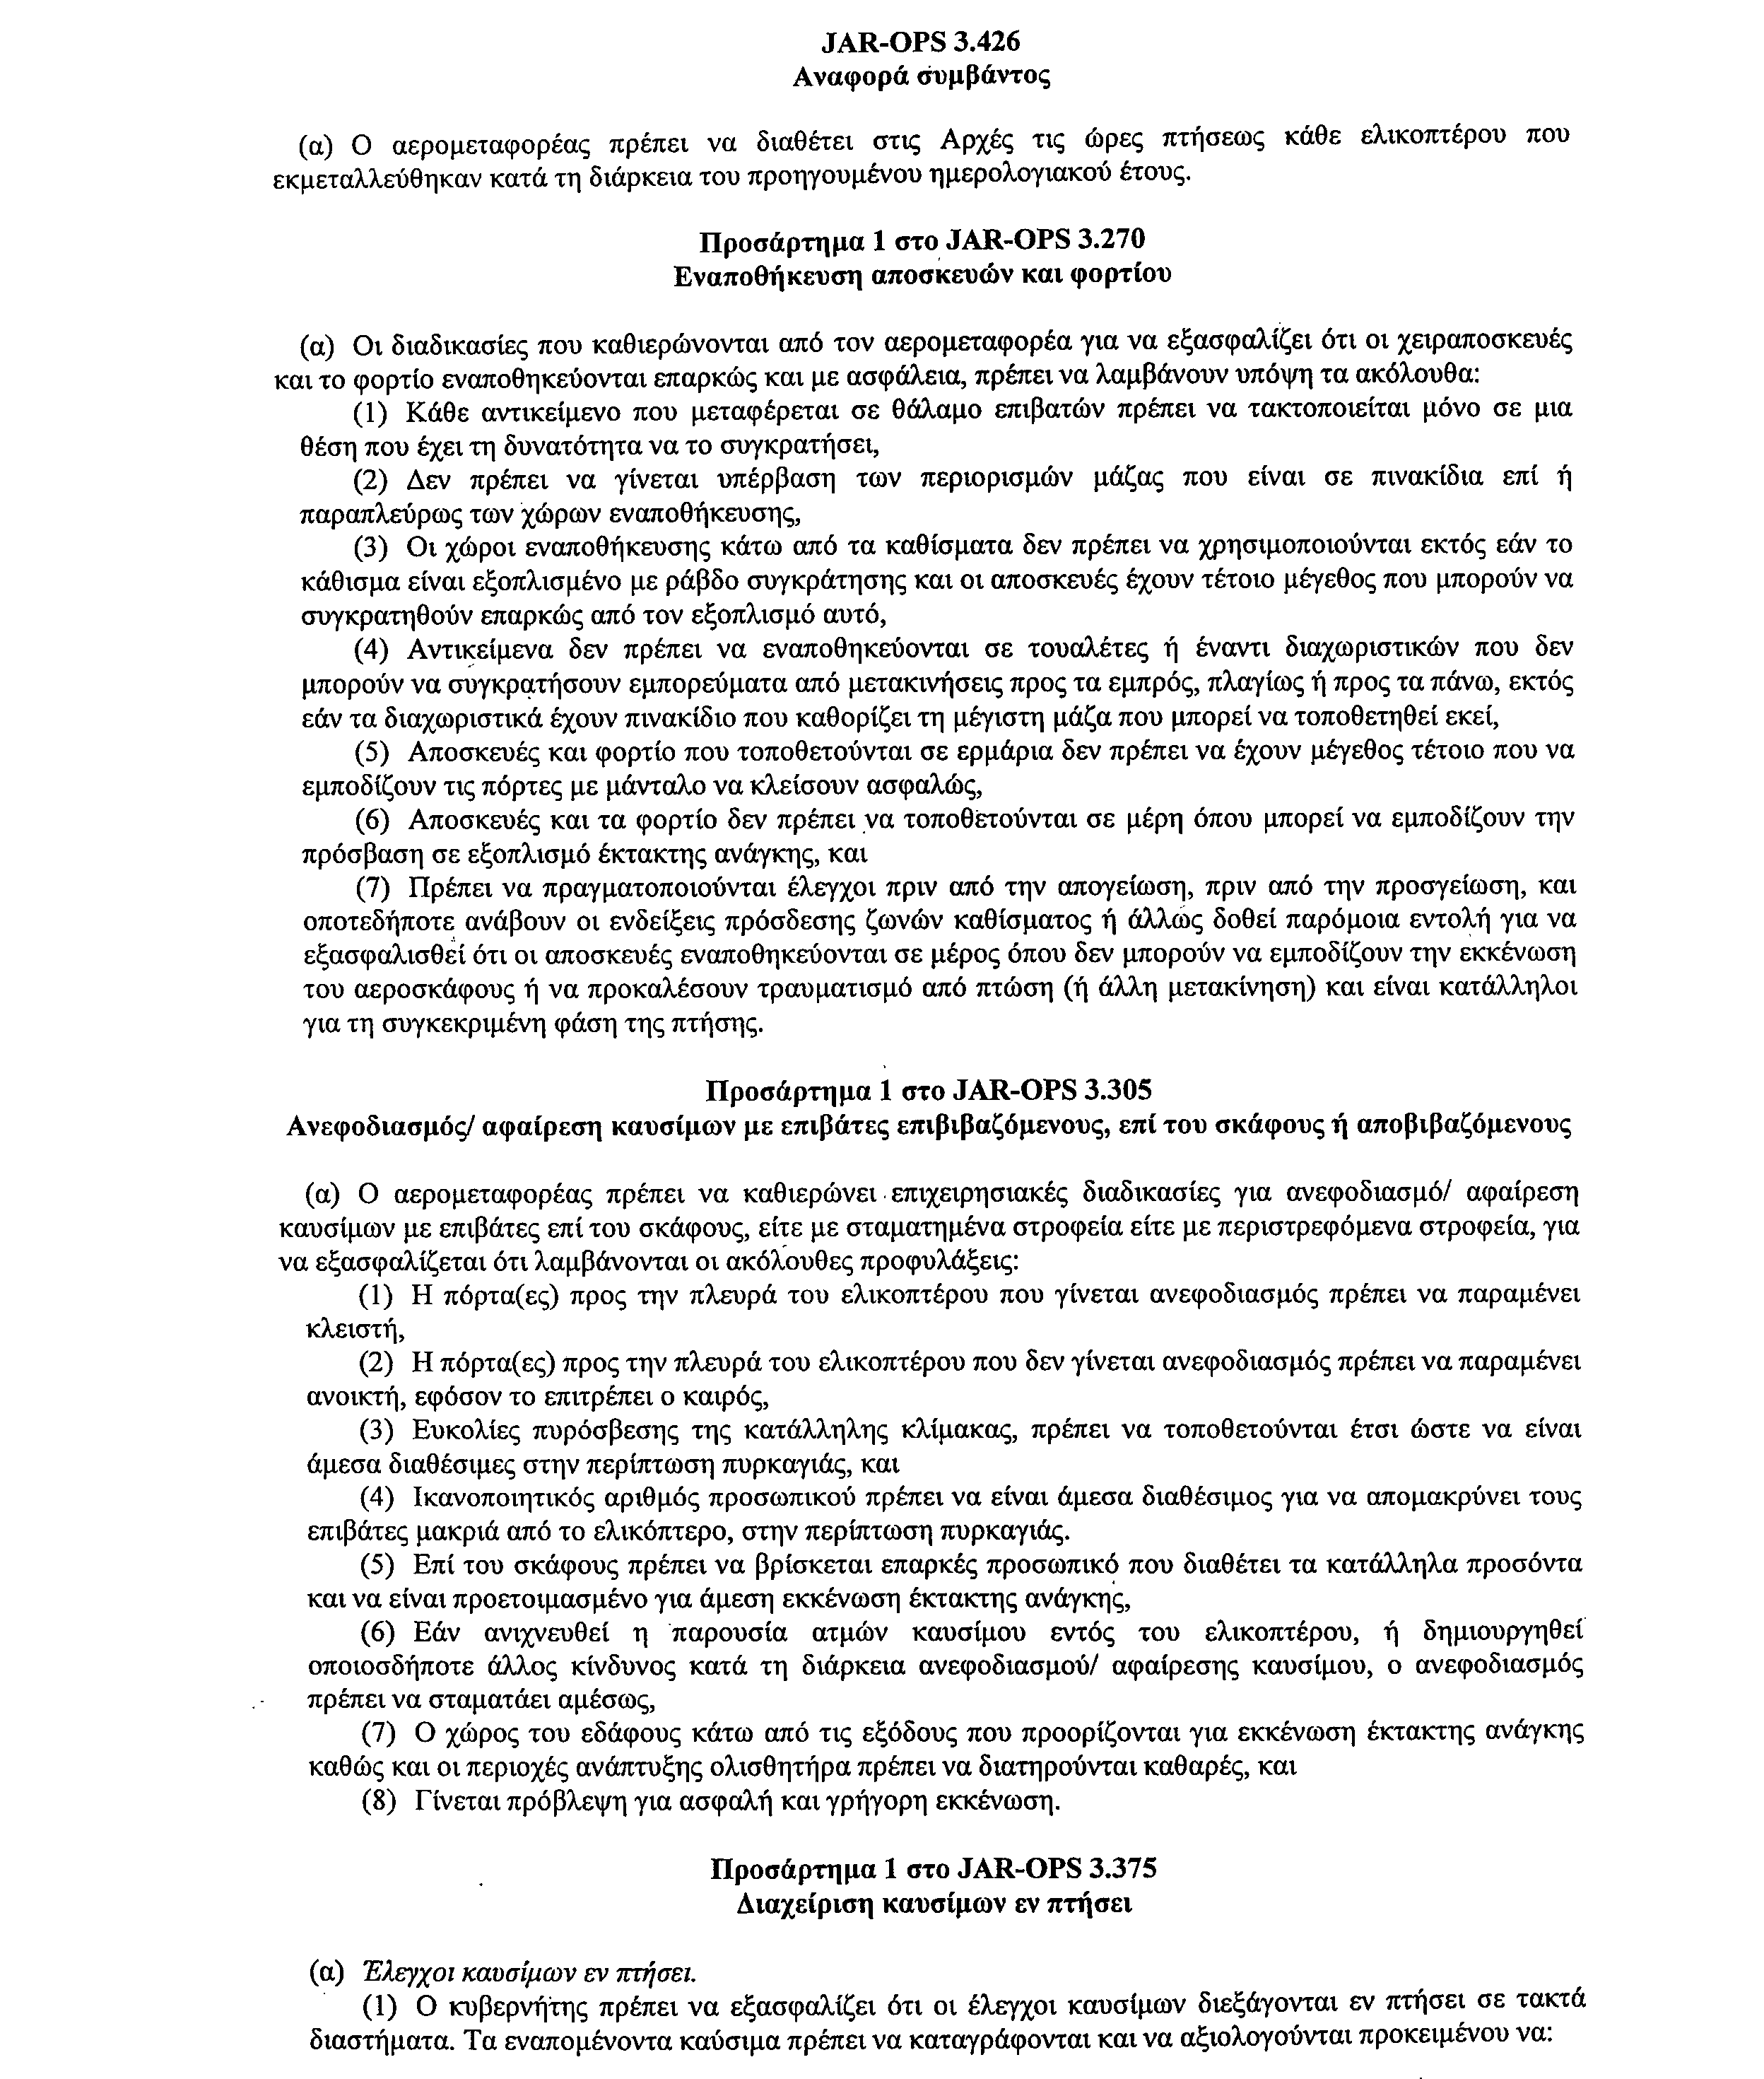 JAR-OPS 3.426
Αναφορά συμβάντος
(α) Ο αερομεταφορέας πρέπει να διαθέτει στις Αρχές τις ώρες πτήσεως κάθε ελικοπτέρου που
εκμεταλλεύθηκαν κατά τη διάρκεια του προηγουμένου ημερολογιακού έτους.
Προσάρτημα 1 στο JAR-OPS 3.270
Εναποθήκευση αποσκευών και φορτίου
(α) Οι διαδικασίες που καθιερώνονται από τον αερομεταφορέα για να εξασφαλίζει ότι οι χειραποσκευές
και το φορτίο εναποθηκεύονται επαρκώς και με ασφάλεια, πρέπει να λαμβάνουν υπόψη τα ακόλουθα:
(1) Κάθε αντικείμενο που μεταφέρεται σε θάλαμο επιβατών πρέπει να τακτοποιείται μόνο σε μια
θέση που έχει τη δυνατότητα να το συγκρατήσει,
(2) Δεν πρέπει να γίνεται υπέρβαση των περιορισμών μάζας που είναι σε πινακίδια επί ή
παραπλεύρως των χώρων εναποθήκευσης,
(3) Οι χώροι εναποθήκευσης κάτω από τα καθίσματα δεν πρέπει να χρησιμοποιούνται εκτός εάν το
κάθισμα είναι εξοπλισμένο με ράβδο συγκράτησης και οι αποσκευές έχουν τέτοιο μέγεθος που μπορούν να
συγκρατηθούν επαρκώς από τον εξοπλισμό αυτό,
(4) Αντικείμενα δεν πρέπει να εναποθηκεύονται σε τουαλέτες ή έναντι διαχωριστικών που δεν
μπορούν να συγκρατήσουν εμπορεύματα από μετακινήσεις προς τα εμπρός, πλαγίως ή προς τα πάνω, εκτός
εάν τα διαχωριστικά έχουν πινακίδιο που καθορίζει τη μέγιστη μάζα που μπορεί να τοποθετηθεί εκεί,
(5) Αποσκευές και φορτίο που τοποθετούνται σε ερμάρια δεν πρέπει να έχουν μέγεθος τέτοιο που να
εμποδίζουν τις πόρτες με μάνταλο να κλείσουν ασφαλώς,
(6) Αποσκευές και τα φορτίο δεν πρέπει να τοποθετούνται σε μέρη όπου μπορεί να εμποδίζουν την
πρόσβαση σε εξοπλισμό έκτακτης ανάγκης, και
(7) Πρέπει να πραγματοποιούνται έλεγχοι πριν από την απογείωση, πριν από την προσγείωση, και
οποτεδήποτε ανάβουν οι ενδείξεις πρόσδεσης ζωνών καθίσματος ή άλλως δοθεί παρόμοια εντολή για να
εξασφαλισθεί ότι οι αποσκευές εναποθηκεύονται σε μέρος όπου δεν μπορούν να εμποδίζουν την εκκένωση
του αεροσκάφους ή να προκαλέσουν τραυματισμό από πτώση (ή άλλη μετακίνηση) και είναι κατάλληλοι
για τη συγκεκριμένη φάση της πτήσης.
Προσάρτημα 1 στο JAR-OPS 3.305
Ανεφοδιασμός/ αφαίρεση καυσίμων με επιβάτες επιβιβαζόμενους, επί του σκάφους ή αποβιβαζόμενους
(α) Ο αερομεταφορέας πρέπει να καθιερώνει επιχειρησιακές διαδικασίες για ανεφοδιασμό/ αφαίρεση
καυσίμων με επιβάτες επί του σκάφους, είτε με σταματημένα στροφεία είτε με περιστρεφόμενα στροφεία, για
να εξασφαλίζεται ότι λαμβάνονται οι ακόλουθες προφυλάξεις:
(1) Η πόρτα(ες) προς την πλευρά του ελικοπτέρου που γίνεται ανεφοδιασμός πρέπει να παραμένει
κλειστή,
(2) Η πόρτα(ες) προς την πλευρά του ελικοπτέρου που δεν γίνεται ανεφοδιασμός πρέπει να παραμένει
ανοικτή, εφόσον το επιτρέπει ο καιρός,
(3) Ευκολίες πυρόσβεσης της κατάλληλης κλίμακας, πρέπει να τοποθετούνται έτσι ώστε να είναι
άμεσα διαθέσιμες στην περίπτωση πυρκαγιάς, και
(4) Ικανοποιητικός αριθμός προσωπικού πρέπει να είναι άμεσα διαθέσιμος για να απομακρύνει τους
επιβάτες μακριά από το ελικόπτερο, στην περίπτωση πυρκαγιάς.
(5) Επί του σκάφους πρέπει να βρίσκεται επαρκές προσωπικό που διαθέτει τα κατάλληλα προσόντα
και να είναι προετοιμασμένο για άμεση εκκένωση έκτακτης ανάγκης,
(6) Εάν ανιχνευθεί η παρουσία ατμών καυσίμου εντός του ελικοπτέρου, ή δημιουργηθεί
οποιοσδήποτε άλλος κίνδυνος κατά τη διάρκεια ανεφοδιασμού/ αφαίρεσης καυσίμου, ο ανεφοδιασμός
πρέπει να σταματάει αμέσως,
(7) Ο χώρος του εδάφους κάτω από τις εξόδους που προορίζονται για εκκένωση έκτακτης ανάγκης
καθώς και οι περιοχές ανάπτυξης ολισθητήρα πρέπει να διατηρούνται καθαρές, και
(8) Γίνεται πρόβλεψη για ασφαλή και γρήγορη εκκένωση.
Προσάρτημα 1 στο JAR-OPS 3.375
Διαχείριση καυσίμων εν πτήσει
(α) Έλεγχοι καυσίμων εν πτήσει.
(1) Ο κυβερνήτης πρέπει να εξασφαλίζει ότι οι έλεγχοι καυσίμων διεξάγονται εν πτήσει σε τακτά
διαστήματα. Τα εναπομένοντα καύσιμα πρέπει να καταγράφονται και να αξιολογούνται προκειμένου να: